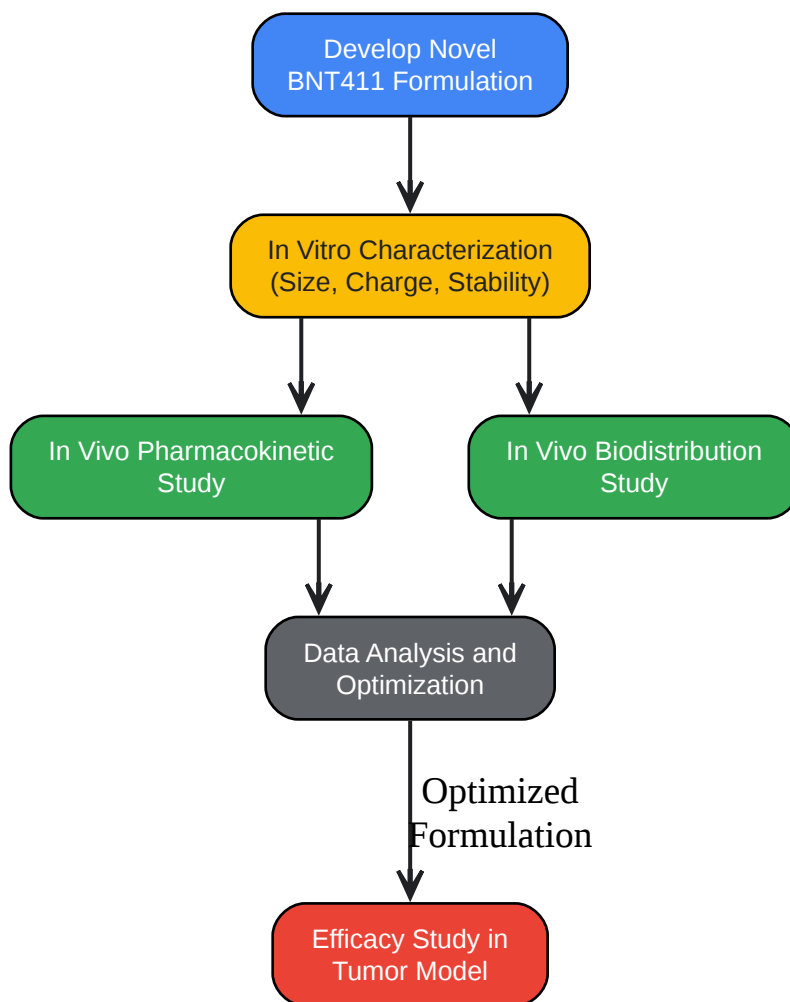 Develop Novel
BNT411 Formulation
In Vitro Characterization
(Size, Charge, Stability)
In Vivo Pharmacokinetic
Study
In Vivo Biodistribution
Study
Data Analysis and
Optimization
Optimized
Formulation
Efficacy Study in
Tumor Model